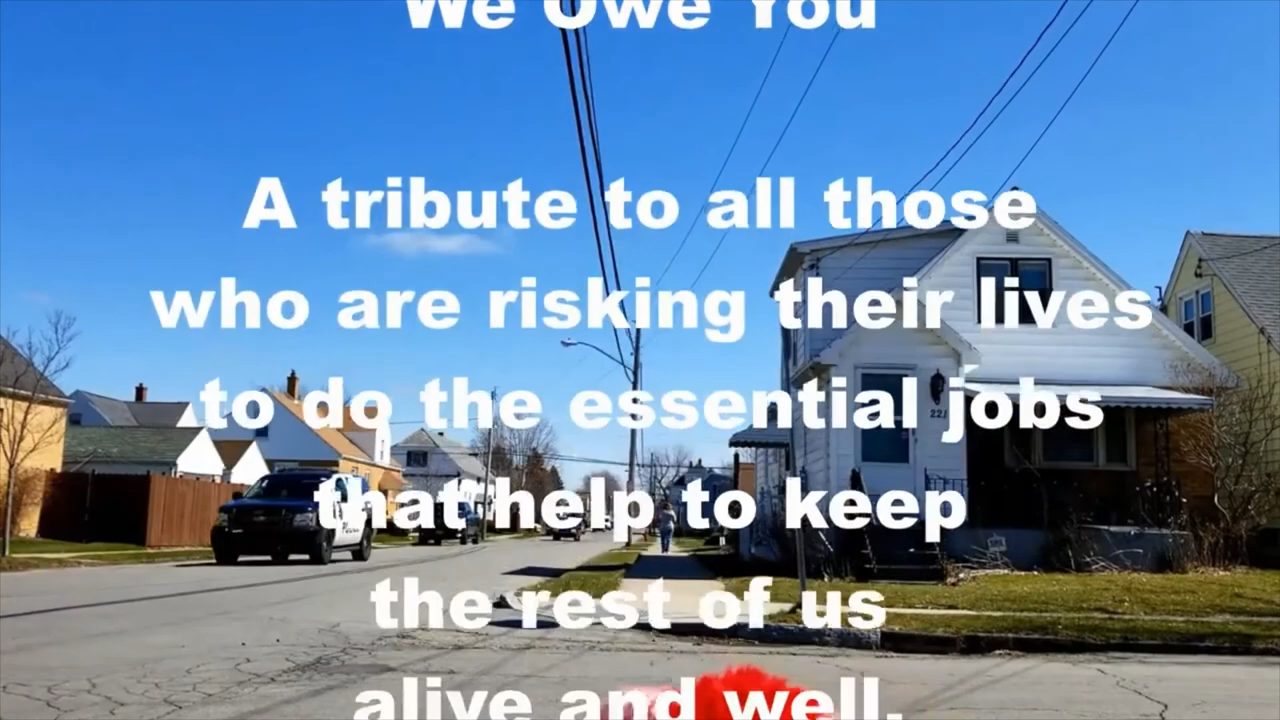 We Owe You
A tribute to all those
who are risking their lives
to do the essential jobs
that help to keep
the rest of us
alive and well.
221